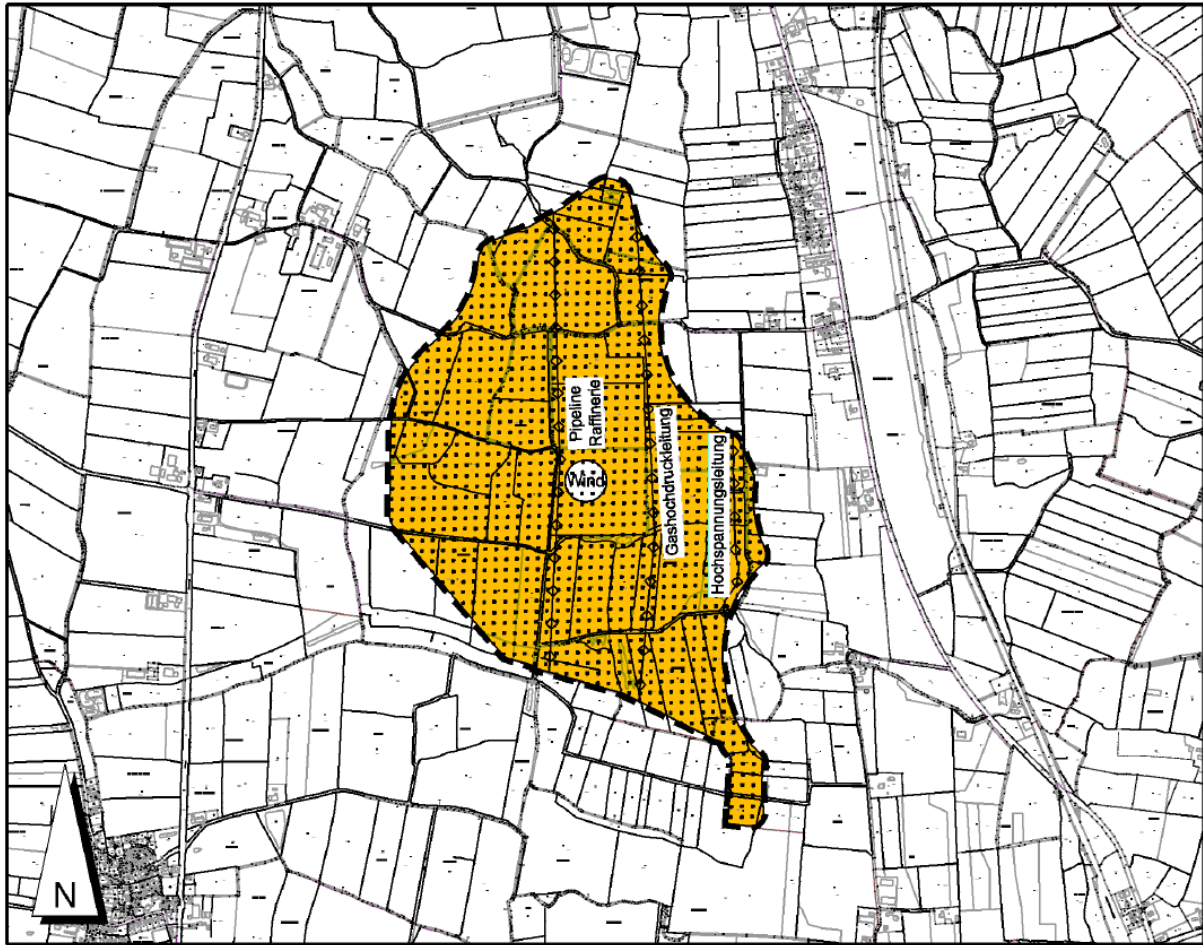 Pipeline
Raffinerie
Wind
Gashochdruckleitung
Hochspannungsleitung
N